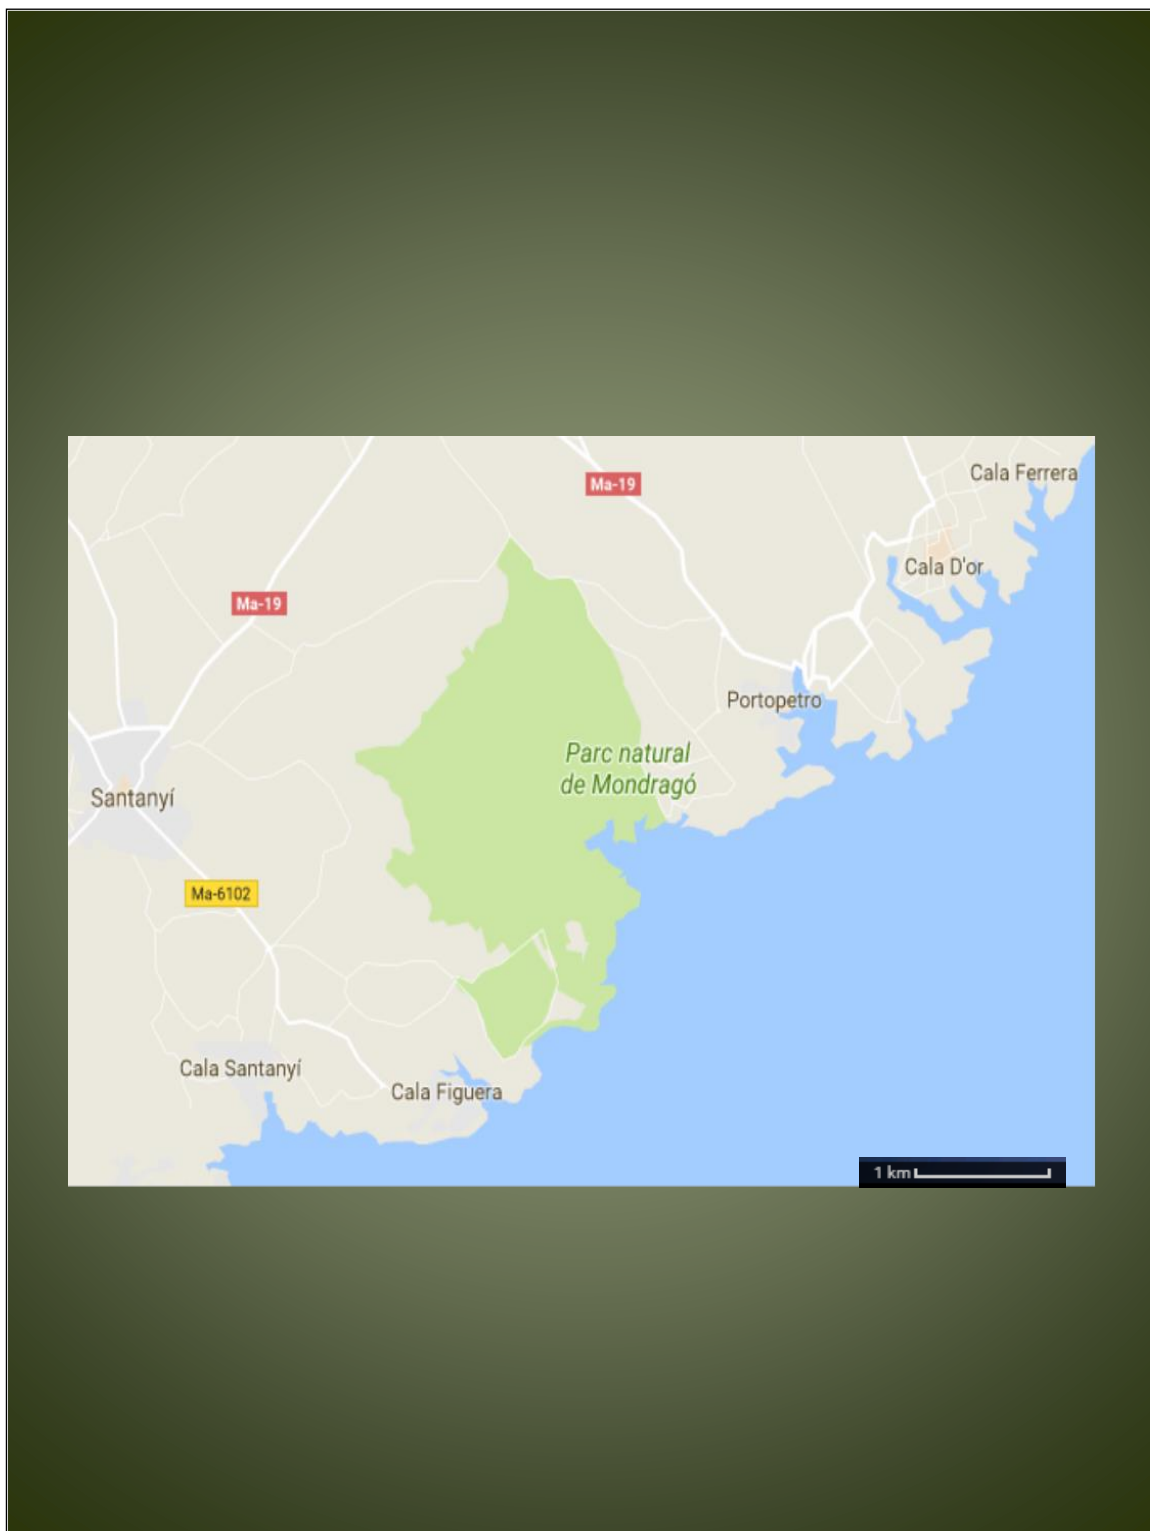 Cala Ferrera
Ma-19
Cala D'or
Ma-19
Portopetro
Parc natural
de Mondragó
Santanyí
Ma-6102
Cala Santanyí
Cala Figuera
1 km